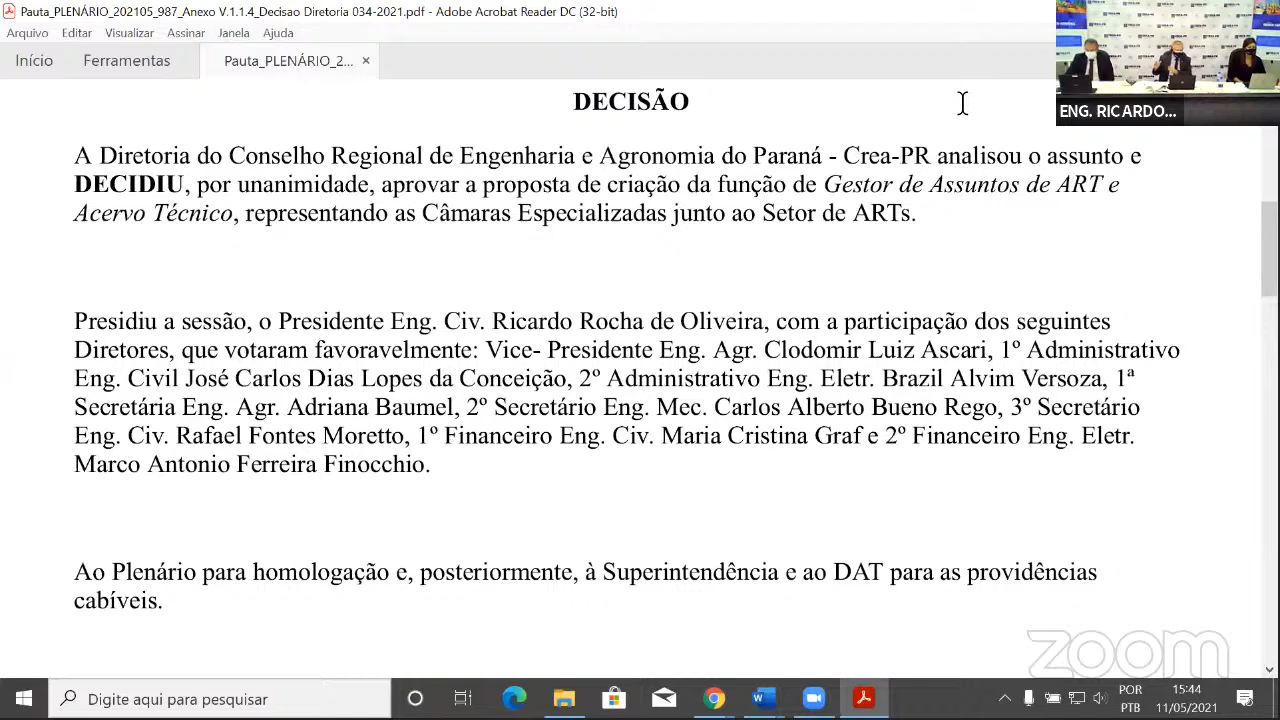 Pauta_PLENÁRIO_202105_987_Anexo V.1.1.4_Decisao Diretoria 034-2021.pdf - Adobe Acrobat Reader DC (32-bit)
Arquivo Editar Visualizar Assinar Janela Ajuda
Início Ferramentas Pauta_PLENÁRIO_2... ×
ENG. RICARDO...
DECISÃO
A Diretoria do Conselho Regional de Engenharia e Agronomia do Paraná - Crea-PR analisou o assunto e
DECIDIU, por unanimidade, aprovar a proposta de criação da função de Gestor de Assuntos de ART e
Acervo Técnico, representando as Câmaras Especializadas junto ao Setor de ARTs.
Presidiu a sessão, o Presidente Eng. Civ. Ricardo Rocha de Oliveira, com a participação dos seguintes
Diretores, que votaram favoravelmente: Vice- Presidente Eng. Agr. Clodomir Luiz Ascari, 1º Administrativo
Eng. Civil José Carlos Dias Lopes da Conceição, 2º Administrativo Eng. Eletr. Brazil Alvim Versoza, 1ª
Secretária Eng. Agr. Adriana Baumel, 2º Secretário Eng. Mec. Carlos Alberto Bueno Rego, 3º Secretário
Eng. Civ. Rafael Fontes Moretto, 1º Financeiro Eng. Civ. Maria Cristina Graf e 2º Financeiro Eng. Eletr.
Marco Antonio Ferreira Finocchio.
Ao Plenário para homologação e, posteriormente, à Superintendência e ao DAT para as providências
cabíveis.
zoom
Digite aqui para pesquisar
POR
PTB
15:44
11/05/2021